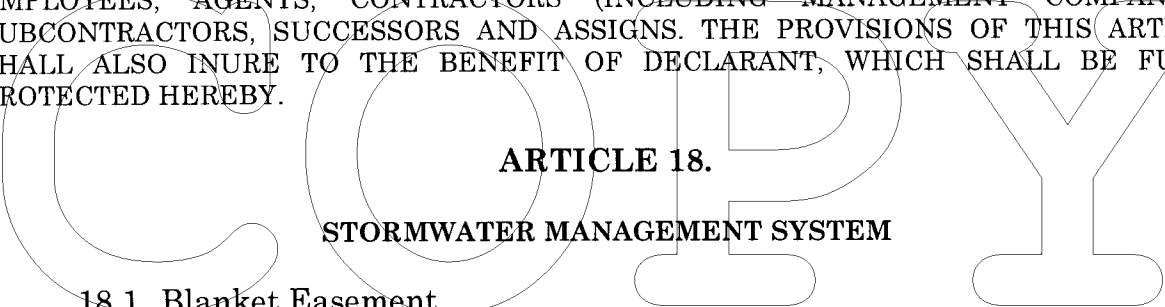 MPLOYEES, AGENTS, CONTRACTORS (INCLUDING MANAGEMENT COMPAN
UBCONTRACTORS, SUCCESSORS AND ASSIGNS. THE PROVISIONS OF THIS ARTI
HALL ALSO INURE TO THE BENEFIT OF DECLARANT, WHICH SHALL BE FU
ROTECTED HEREBY.
COPY
ARTICLE 18.
STORMWATER MANAGEMENT SYSTEM
18.1 Blanket Easement